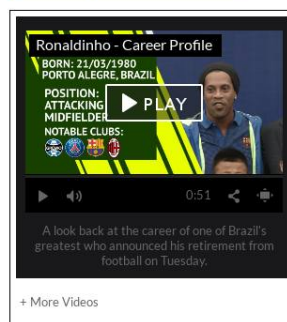 Ronaldinho - Career Profile
BORN: 21/03/1980
PORTO ALEGRE, BRAZIL
POSITION:
ATTACKING
MIDFIELDER
NOTABLE CLUBS:
PLAY
0:51
A look back at the career of one of Brazil's
greatest who announced his retirement from
football on Tuesday.
+ More Videos